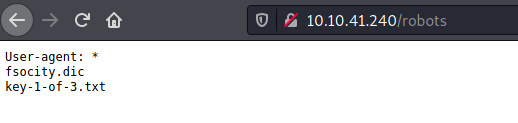 10.10.41.240/robots
User-agent: *
fsocity.dic
key-1-of-3.txt